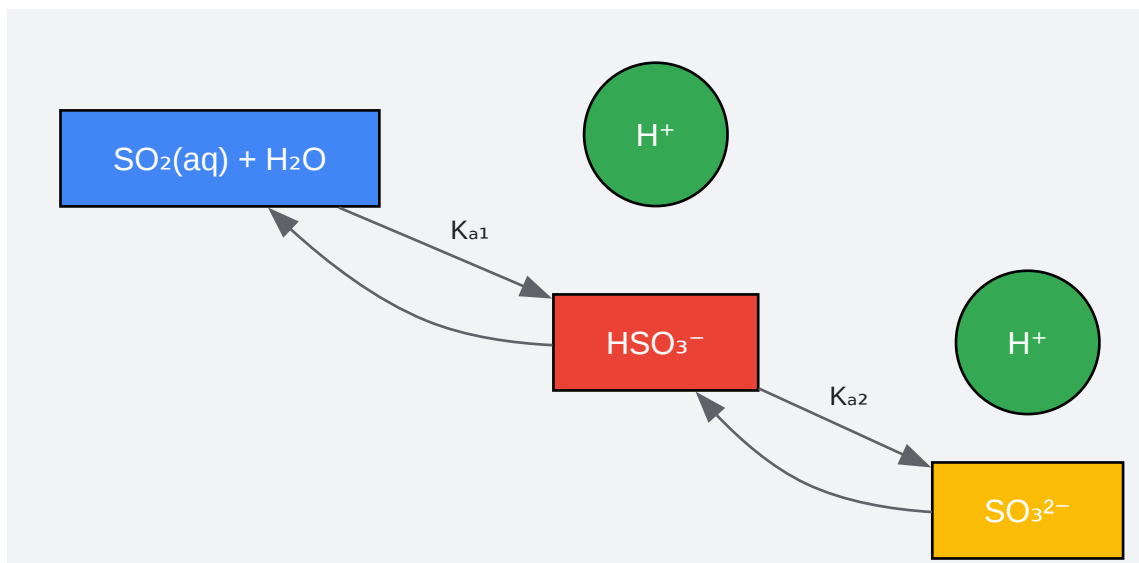 H⁺
SO₂(aq) + H₂O
Kₐ₁
HSO₃⁻
H⁺
Kₐ₂
SO₃²⁻